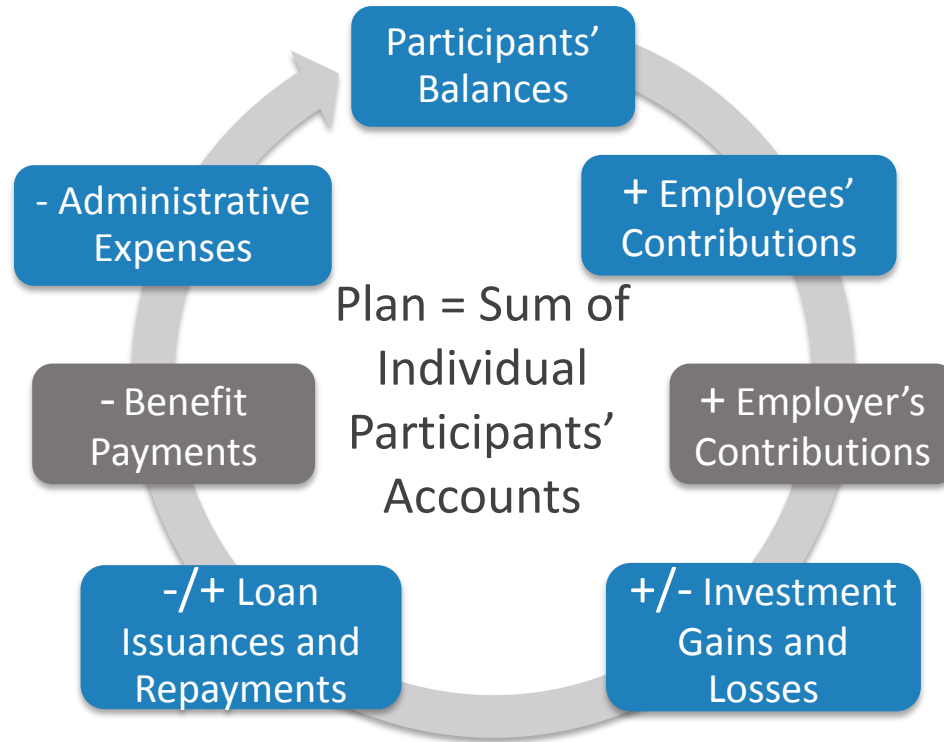 Participants’
Balances
+ Employees’
Contributions
+ Employer’s
Contributions
+/- Investment
Gains and
Losses
-/+ Loan
Issuances and
Repayments
- Benefit
Payments
- Administrative
Expenses
Plan = Sum of
Individual
Participants’
Accounts